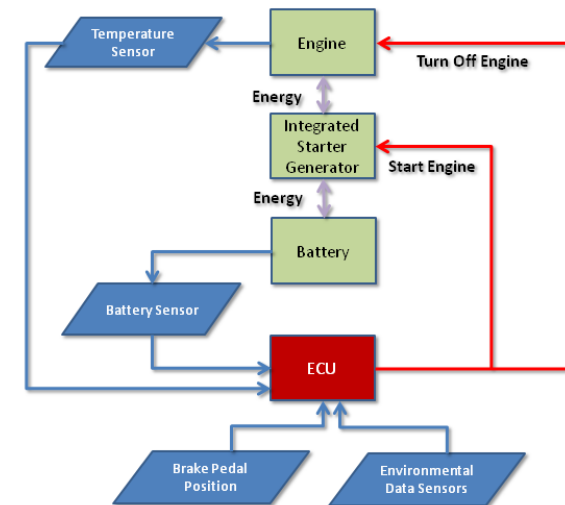 Temperature
Sensor
Engine
Turn Off Engine
Energy
Integrated
Starter
Generator
Start Engine
Energy
Battery
Battery Sensor
ECU
Brake Pedal
Position
Environmental
Data Sensors